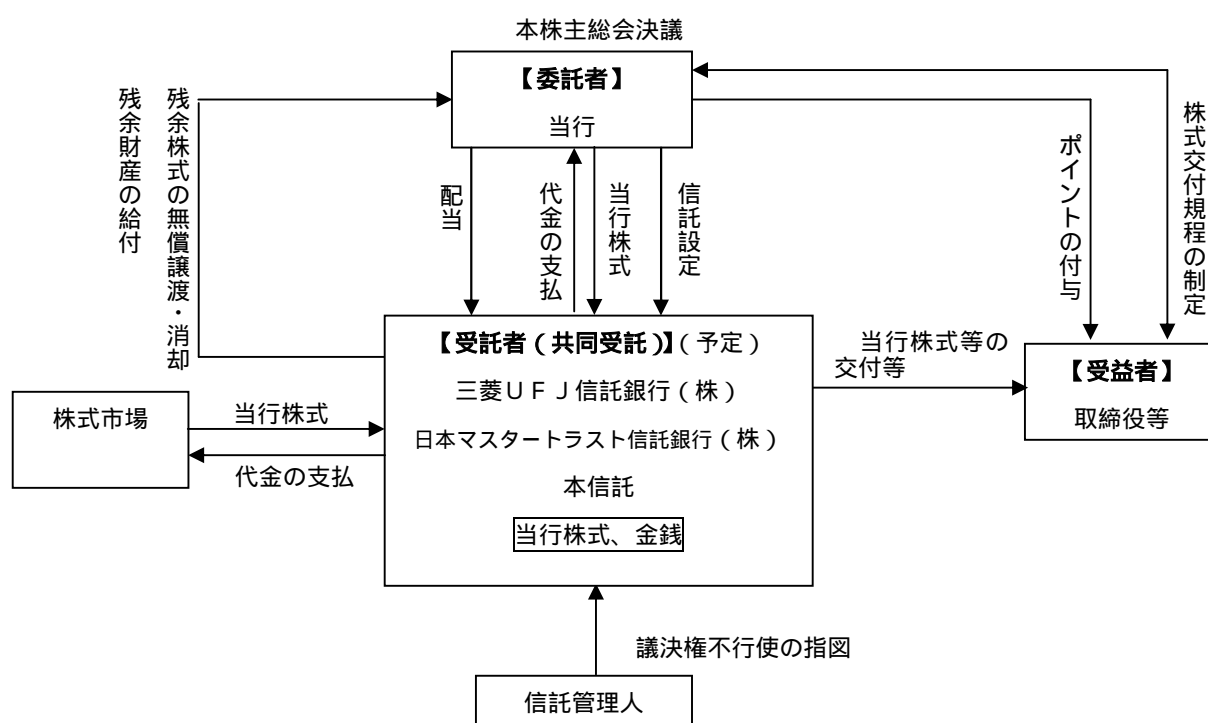 本株主総会決議
【委託者】
当行
残余財産の給付
残余株式の無償譲渡・消却
配当
代金の支払
当行株式
信託設定
ポイントの付与
株式交付規程の制定
【受託者(共同受託)】(予定)
三菱UFJ信託銀行(株)
日本マスタートラスト信託銀行(株)
本信託
当行株式、金銭
株式市場
当行株式
代金の支払
当行株式等の
交付等
【受益者】
取締役等
議決権不行使の指図
信託管理人